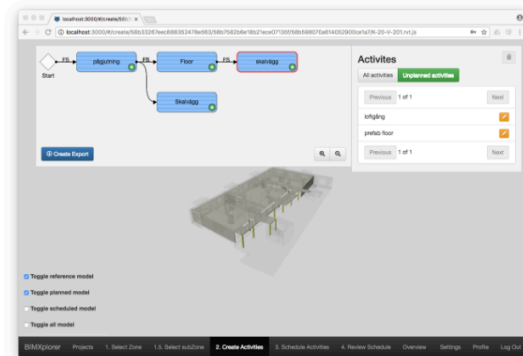 localhost:3000/#/create/
FS
FS
pågjutning
Floor
skalvägg
Start
Skalvägg
Create Export
Activites
All activities
Unplanned activities
Previous
1 of 1
Next
loftgång
prefab floor
Previous
1 of 1
Next
Toggle reference model
Toggle planned model
Toggle scheduled model
Toggle all model
BIMXplorer
Projects
1. Select Zone
1.5. Select subZone
2. Create Activities
3. Schedule Activities
4. Review Schedule
Overview
Settings
Profile
Log Out